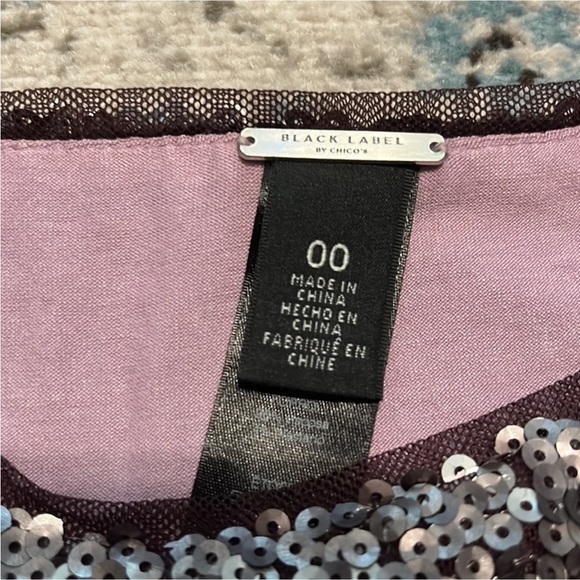 BLACK LABEL
BY CHICO'S
00
MADE IN
CHINA
HECHO EN
CHINA
FABRIQUÉ EN
CHINE